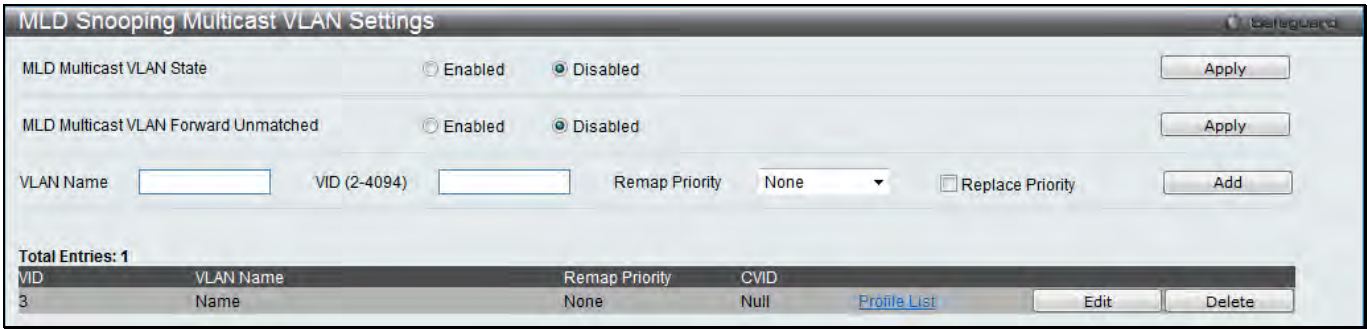 MLD Snooping Multicast VLAN Settings Safeguard
MLD Multicast VLAN State Enabled Disabled Apply
MLD Multicast VLAN Forward Unmatched Enabled Disabled Apply
VLAN Name VID (2-4094) Remap Priority None Replace Priority Add
Total Entries: 1
VID VLAN Name Remap Priority CVID
3 Name None Null Profile List Edit Delete